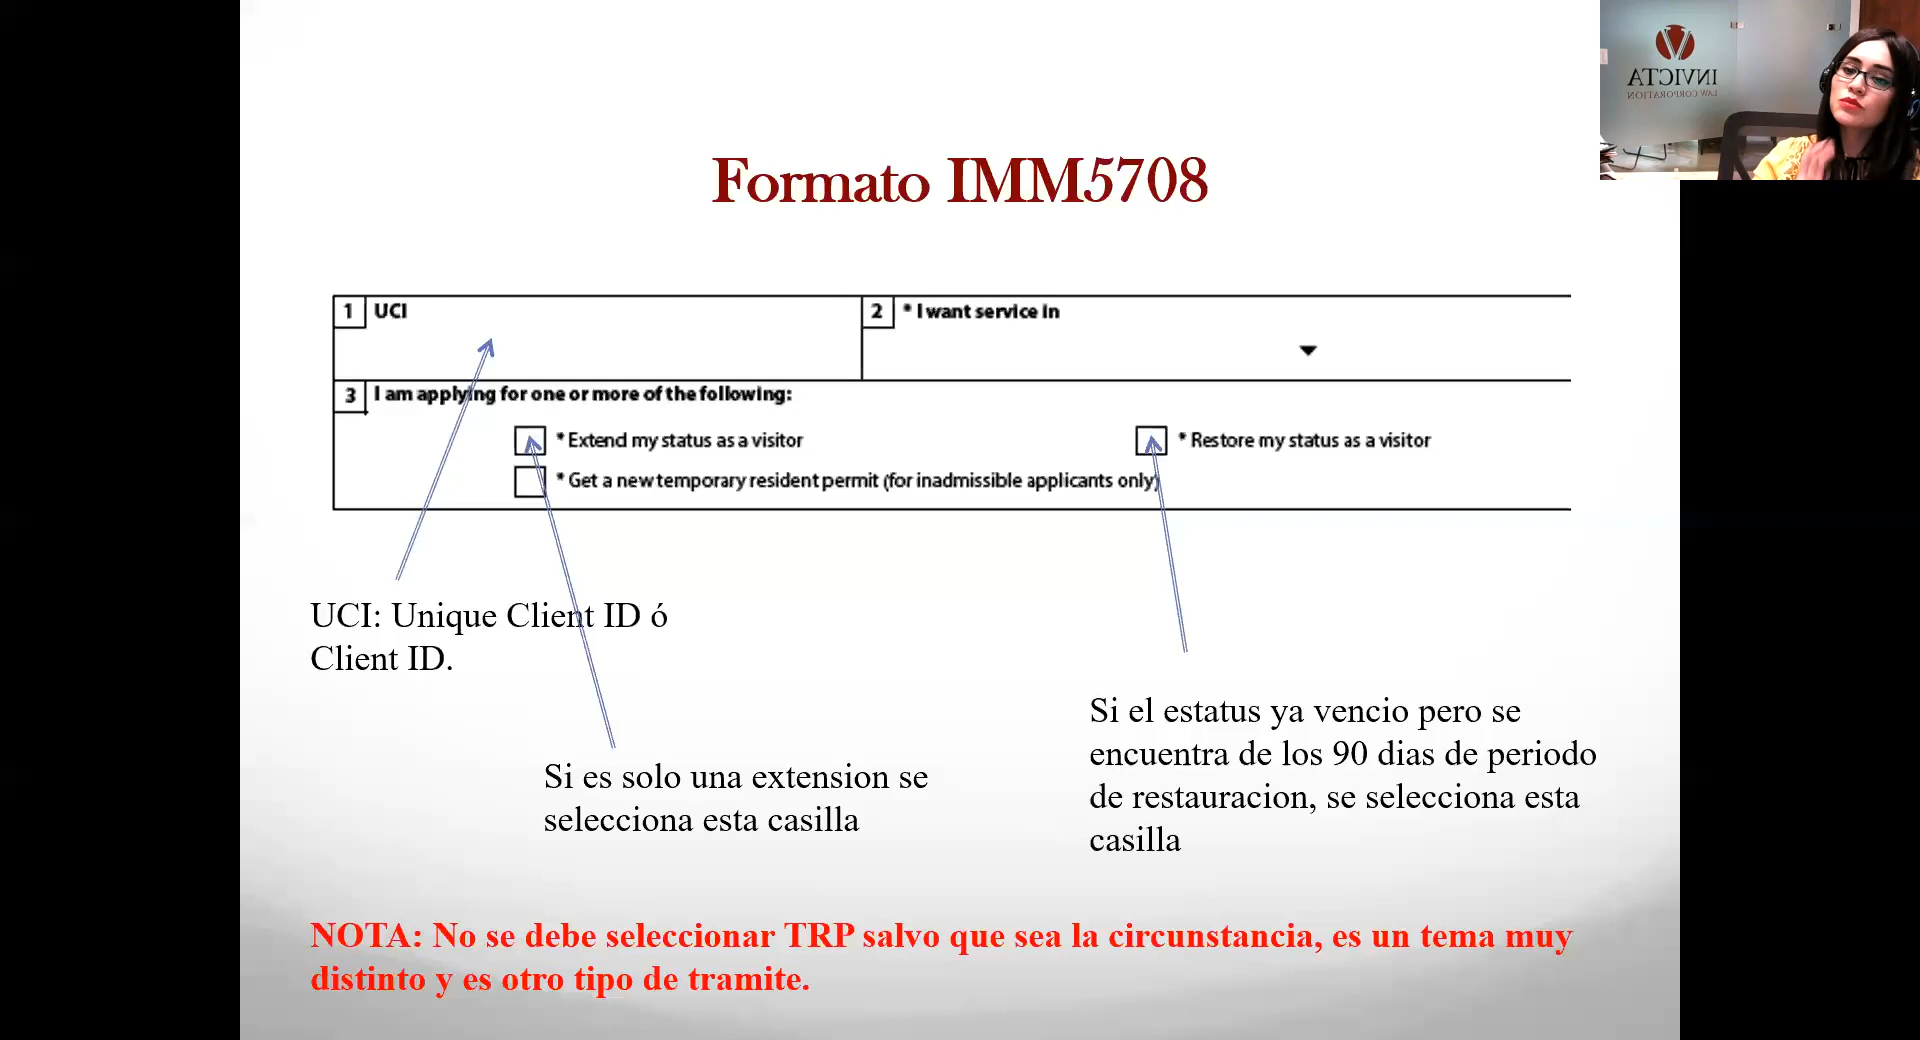 INVICTA
LAW CORPORATION
Formato IMM5708
1 UCI
2 * I want service in
3 I am applying for one or more of the following:
* Extend my status as a visitor
* Restore my status as a visitor
* Get a new temporary resident permit (for inadmissible applicants only)
UCI: Unique Client ID ó
Client ID.
Si es solo una extension se
selecciona esta casilla
Si el estatus ya vencio pero se
encuentra de los 90 dias de periodo
de restauracion, se selecciona esta
casilla
NOTA: No se debe seleccionar TRP salvo que sea la circunstancia, es un tema muy
distinto y es otro tipo de tramite.